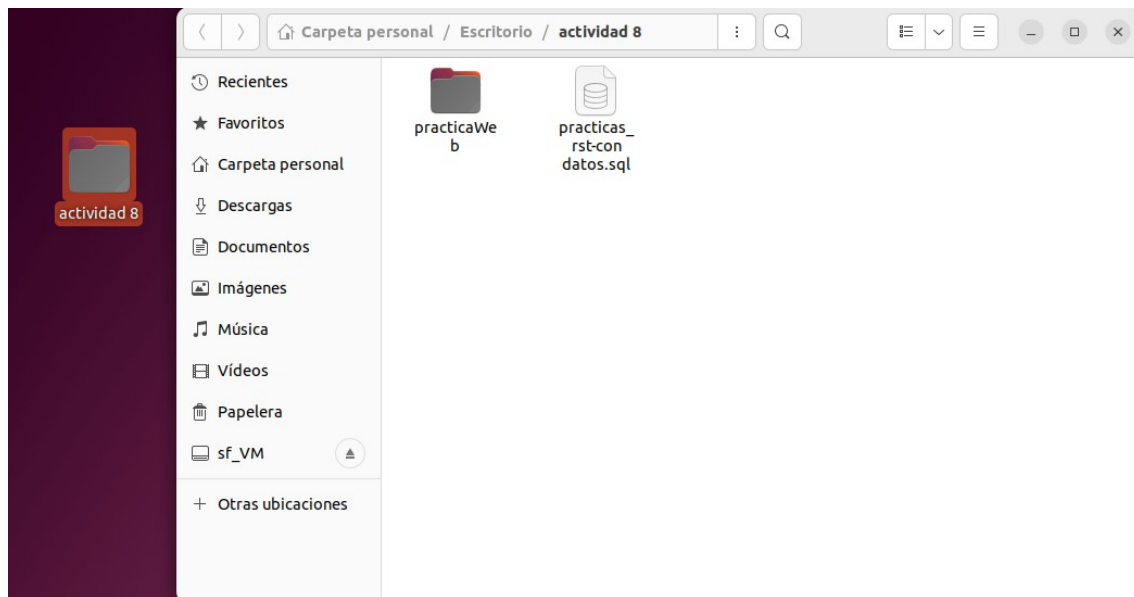 Carpeta personal / Escritorio / actividad 8
Recientes
Favoritos
Carpeta personal
Descargas
Documentos
Imágenes
Música
Vídeos
Papelera
sf_VM
+ Otras ubicaciones
actividad 8
practicaWe
b
practicas_
rst-con
datos.sql